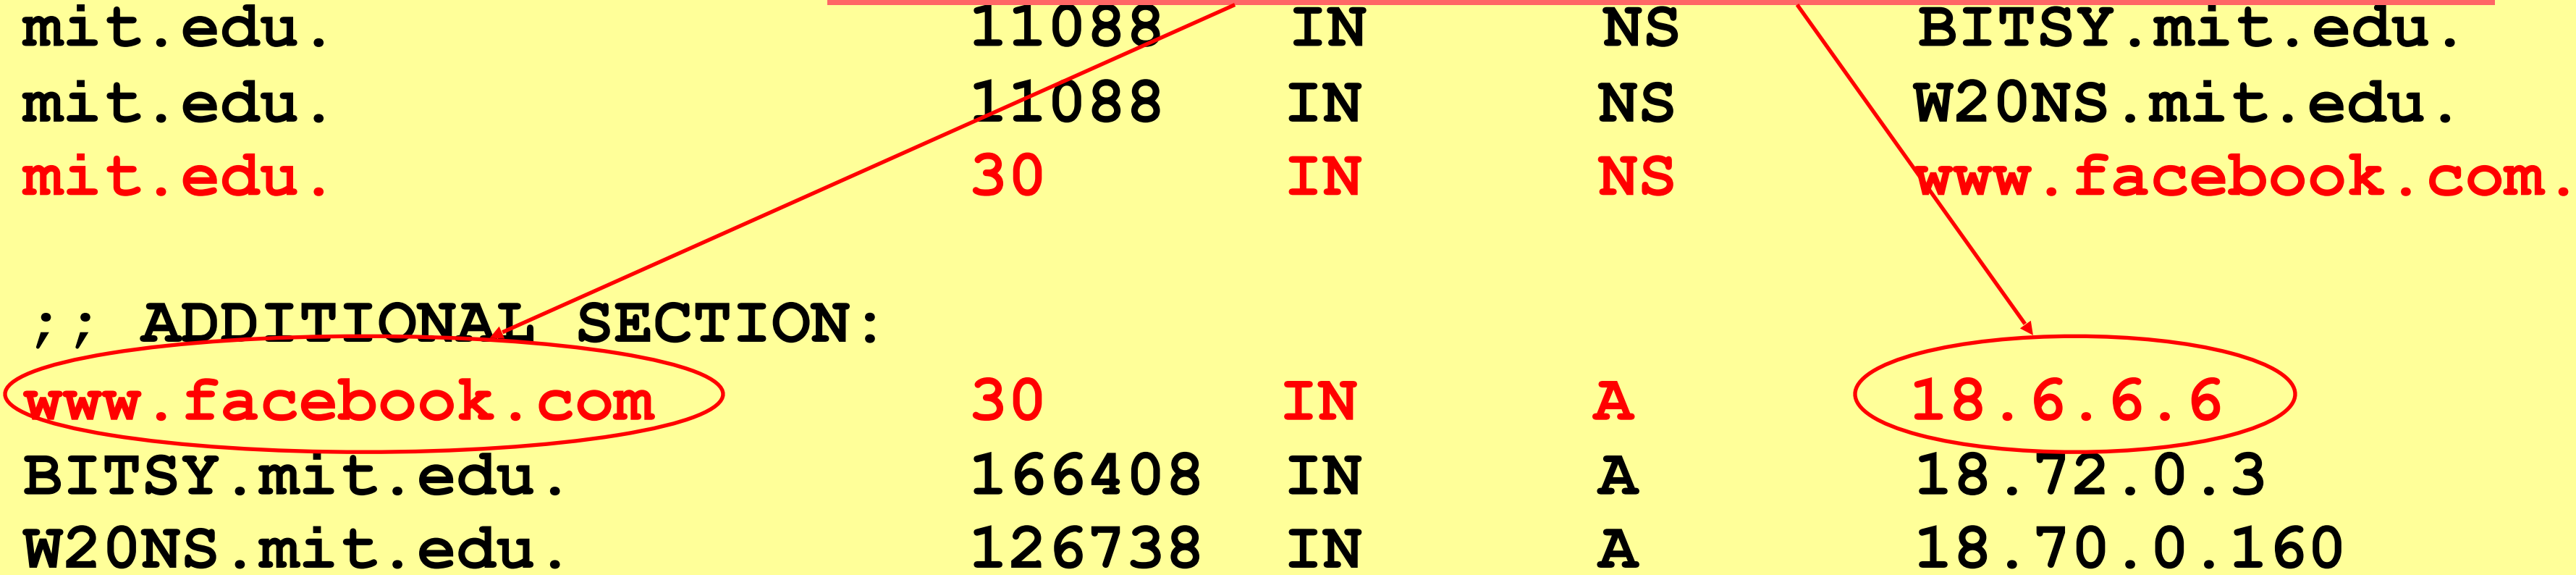 mit.edu. 11088 IN NS BITSY.mit.edu.
mit.edu. 11088 IN NS W20NS.mit.edu.
mit.edu. 30 IN NS www.facebook.com.
;; ADDITIONAL SECTION:
www.facebook.com 30 IN A 18.6.6.6
BITSY.mit.edu. 166408 IN A 18.72.0.3
W20NS.mit.edu. 126738 IN A 18.70.0.160